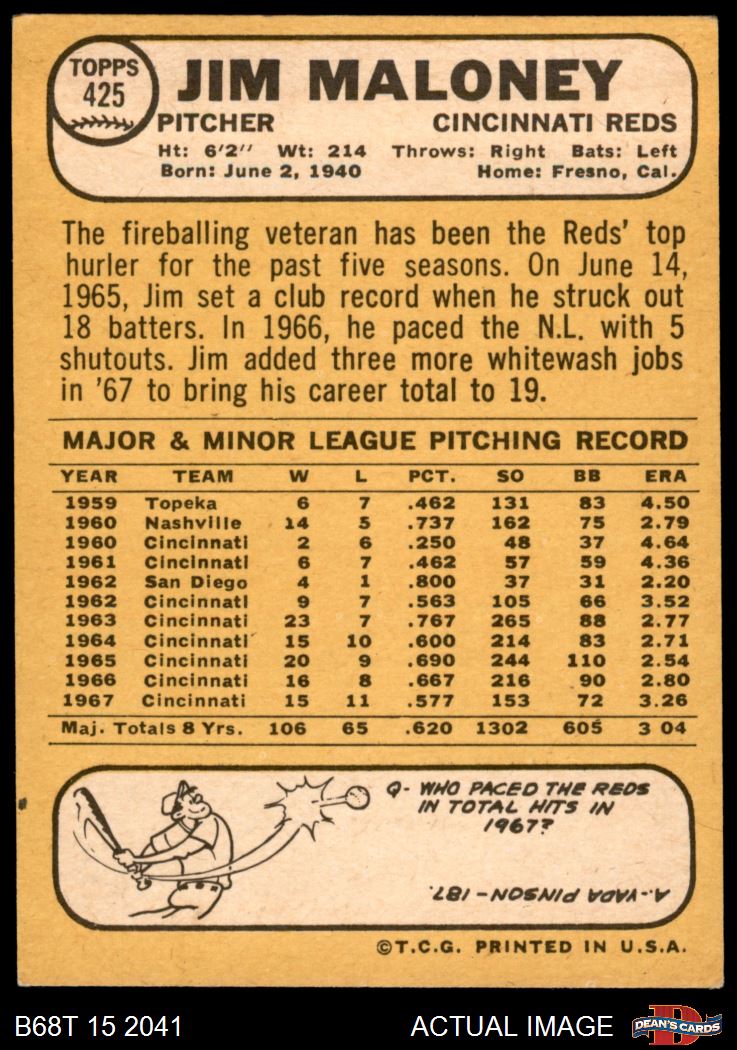 TOPPS
425
JIM MALONEY
PITCHER CINCINNATI REDS
Ht: 6'2" Wt: 214 Throws: Right Bats: Left
Born: June 2, 1940 Home: Fresno, Cal.
The fireballing veteran has been the Reds' top
hurler for the past five seasons. On June 14,
1965, Jim set a club record when he struck out
18 batters. In 1966, he paced the N.L. with 5
shutouts. Jim added three more whitewash jobs
in '67 to bring his career total to 19.
MAJOR & MINOR LEAGUE PITCHING RECORD
YEAR TEAM W L PCT. SO BB ERA
1959 Topeka 6 7 .462 131 83 4.50
1960 Nashville 14 5 .737 162 75 2.79
1960 Cincinnati 2 6 .250 48 37 4.64
1961 Cincinnati 6 7 .462 57 59 4.36
1962 San Diego 4 1 .800 37 31 2.20
1962 Cincinnati 9 7 .563 105 66 3.52
1963 Cincinnati 23 7 .767 265 88 2.77
1964 Cincinnati 15 10 .600 214 83 2.71
1965 Cincinnati 20 9 .690 244 110 2.54
1966 Cincinnati 16 8 .667 216 90 2.80
1967 Cincinnati 15 11 .577 153 72 3.26
Maj. Totals 8 Yrs. 106 65 .620 1302 605 3 04
Q- WHO PACED THE REDS
IN TOTAL HITS IN
1967?
A.-VADA PINSON-187.
©T.C.G. PRINTED IN U.S.A.
B68T 15 2041 ACTUAL IMAGE DEAN'S CARDS